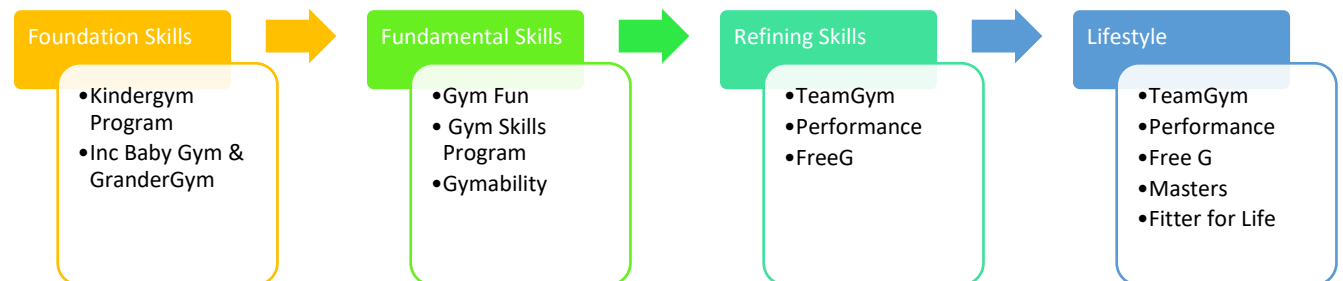 Foundation Skills
•Kindergym
Program
•Inc Baby Gym &
GranderGym
Fundamental Skills
•Gym Fun
• Gym Skills
Program
•Gymability
Refining Skills
•TeamGym
•Performance
•FreeG
Lifestyle
•TeamGym
•Performance
•Free G
•Masters
•Fitter for Life